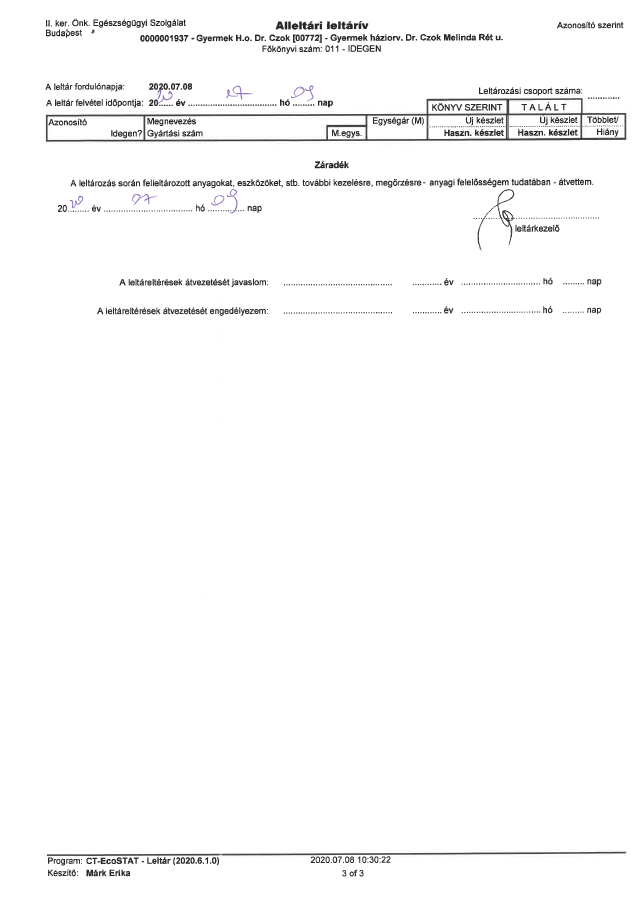 II. ker. Önk. Egészségügyi Szolgálat
Budapest
Alleltári leltárív
Azonosító szerint
0000001937 - Gyermek H.o. Dr. Czok [00772] - Gyermek háziorv. Dr. Czok Melinda Rét u.
Főkönyvi szám: 011 - IDEGEN
A leltár fordulónapja: 2020.07.08
Leltározási csoport száma: ............
A leltár felvétel időpontja: 2020 év 07 hó 09 nap
KÖNYV SZERINT T A L Á L T
Azonosító Megnevezés Egységár (M) Új készlet Új készlet Többlet/
Idegen? Gyártási szám M.egys. Haszn. készlet Haszn. készlet Hiány
Záradék
A leltározás során felleltározott anyagokat, eszközöket, stb. további kezelésre, megőrzésre - anyagi felelősségem tudatában - átvettem.
2020 év 07 hó 09 nap
leltárkezelő
A leltáreltérések átvezetését javaslom: ........................................ ........... év ............................. hó ........ nap
A leltáreltérések átvezetését engedélyezem: ........................................ ........... év ............................. hó ........ nap
Program: CT-EcoSTAT - Leltár (2020.6.1.0) 2020.07.08 10:30:22
Készítő: Márk Erika 3 of 3